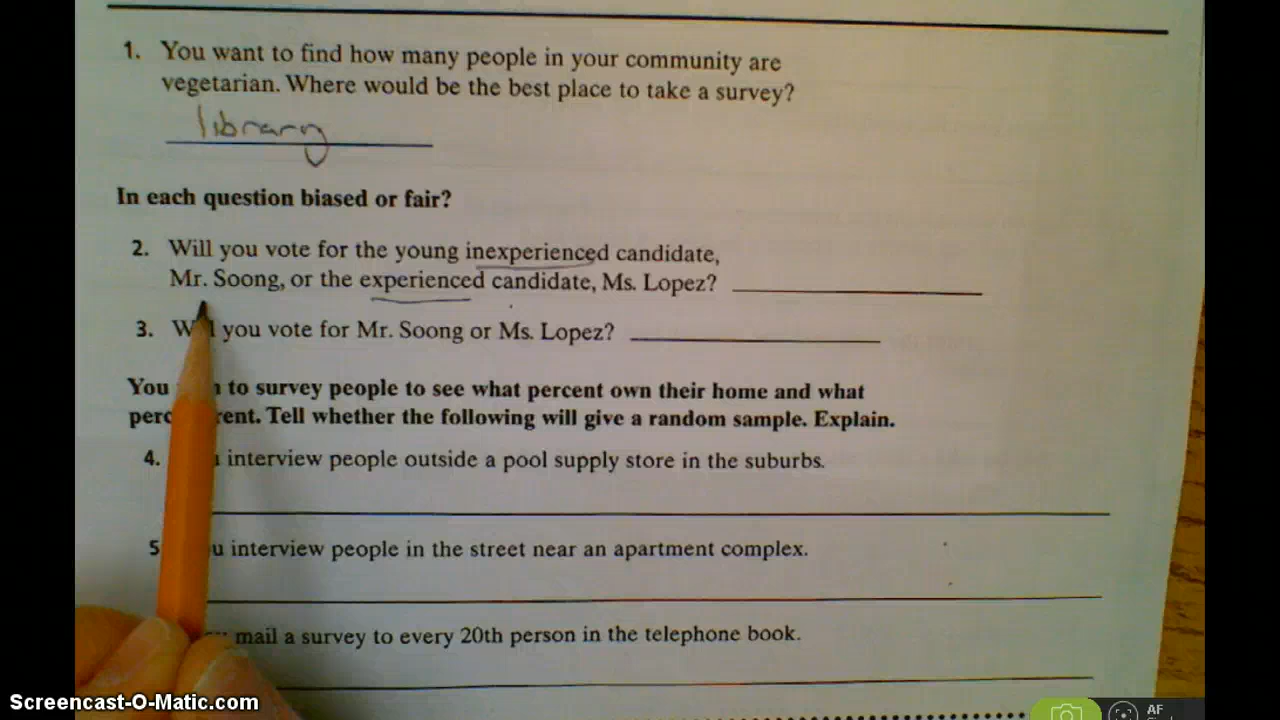 1. You want to find how many people in your community are
vegetarian. Where would be the best place to take a survey?
library
In each question biased or fair?
2. Will you vote for the young inexperienced candidate,
Mr. Soong, or the experienced candidate, Ms. Lopez?
3. Will you vote for Mr. Soong or Ms. Lopez?
You to survey people to see what percent own their home and what
rent. Tell whether the following will give a random sample. Explain.
4. interview people outside a pool supply store in the suburbs.
5 interview people in the street near an apartment complex.
mail a survey to every 20th person in the telephone book.
Screencast-O-Matic.com
AF